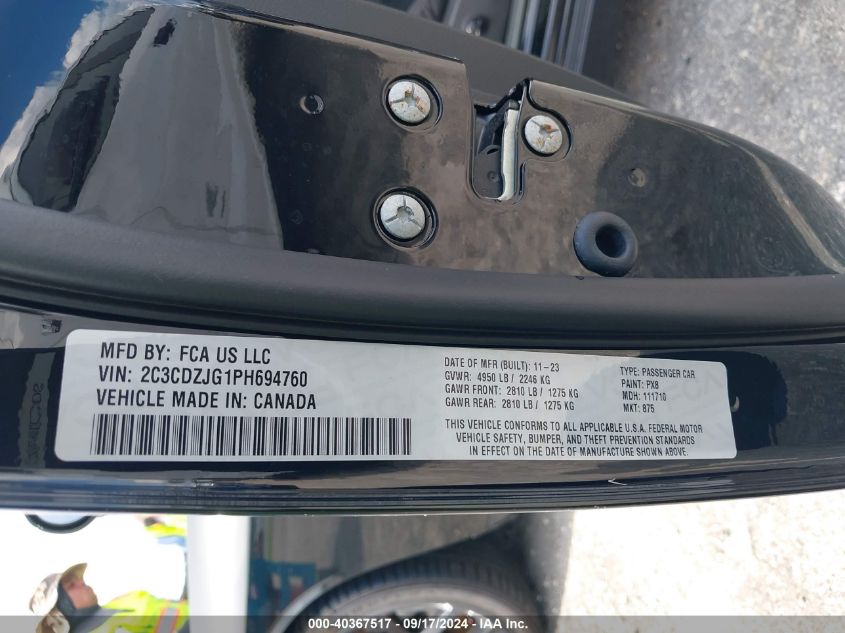 MFD BY: FCA US LLC
VIN: 2C3CDZJG1PH694760
VEHICLE MADE IN: CANADA
DATE OF MFR (BUILT): 11-23
GVWR: 4950 LB / 2246 KG
GAWR FRONT: 2810 LB / 1275 KG
GAWR REAR: 2810 LB / 1275 KG
TYPE: PASSENGER CAR
PAINT: PX8
MDH: 111710
MKT: 875
THIS VEHICLE CONFORMS TO ALL APPLICABLE U.S.A. FEDERAL MOTOR
VEHICLE SAFETY, BUMPER, AND THEFT PREVENTION STANDARDS
IN EFFECT ON THE DATE OF MANUFACTURE SHOWN ABOVE.
000-40367517 - 09/17/2024 - IAA Inc.